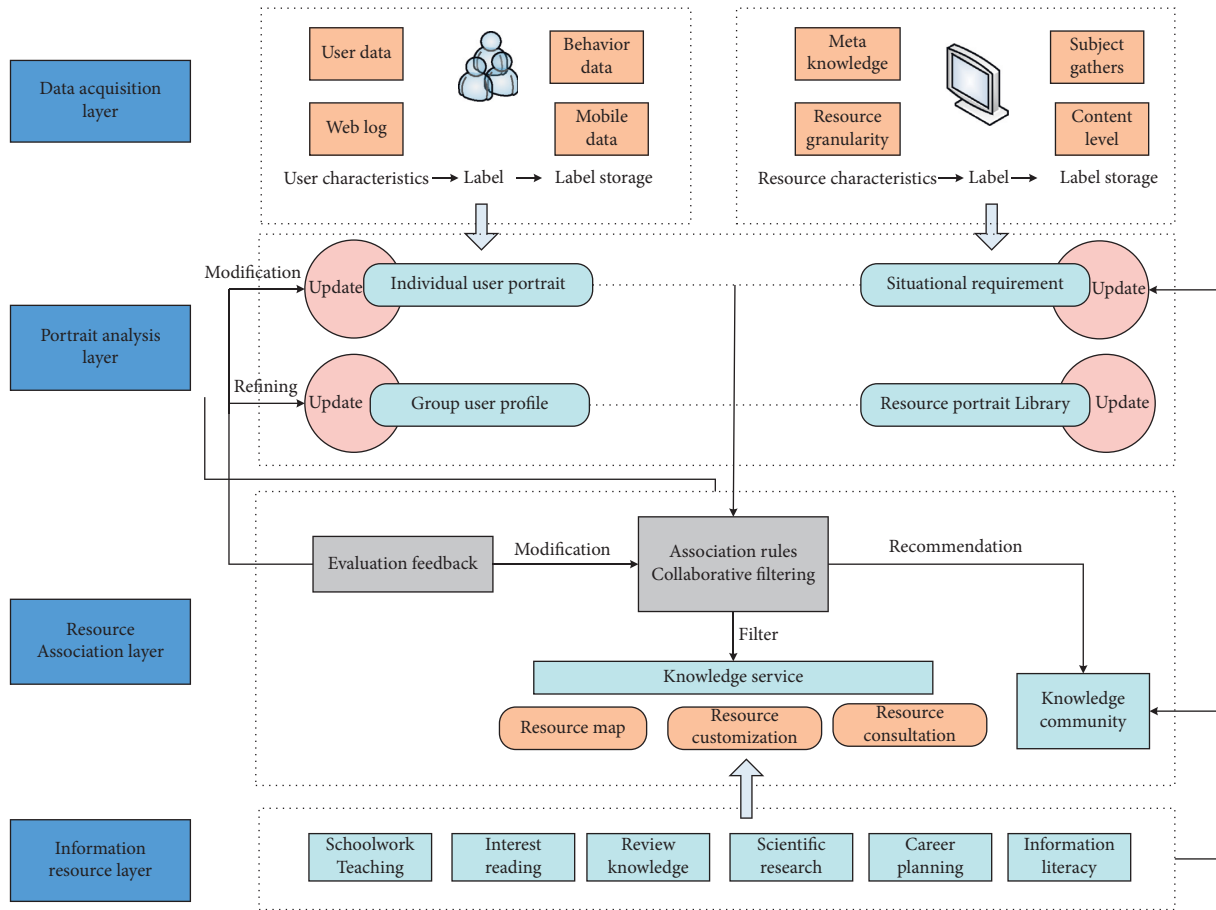 Data acquisition
layer
User data
Behavior
data
Web log
Mobile
data
User characteristics
Label
Label storage
Meta
knowledge
Subject
gathers
Resource
granularity
Content
level
Resource characteristics
Label
Label storage
Portrait analysis
layer
Modification
Update
Individual user portrait
Situational requirement
Update
Refining
Update
Group user profile
Resource portrait Library
Update
Resource
Association layer
Evaluation feedback
Modification
Association rules
Collaborative filtering
Recommendation
Filter
Knowledge service
Resource map
Resource
customization
Resource
consultation
Knowledge
community
Information
resource layer
Schoolwork
Teaching
Interest
reading
Review
knowledge
Scientific
research
Career
planning
Information
literacy